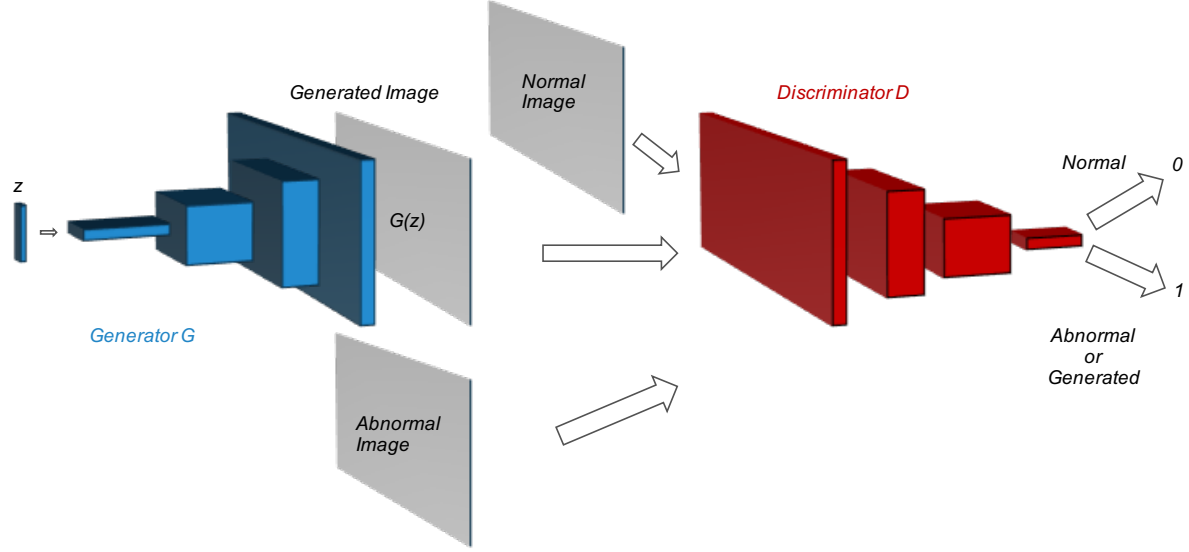 Normal
Image
Generated Image
Discriminator D
Normal
0
z
G(z)
1
Generator G
Abnormal
or
Generated
Abnormal
Image